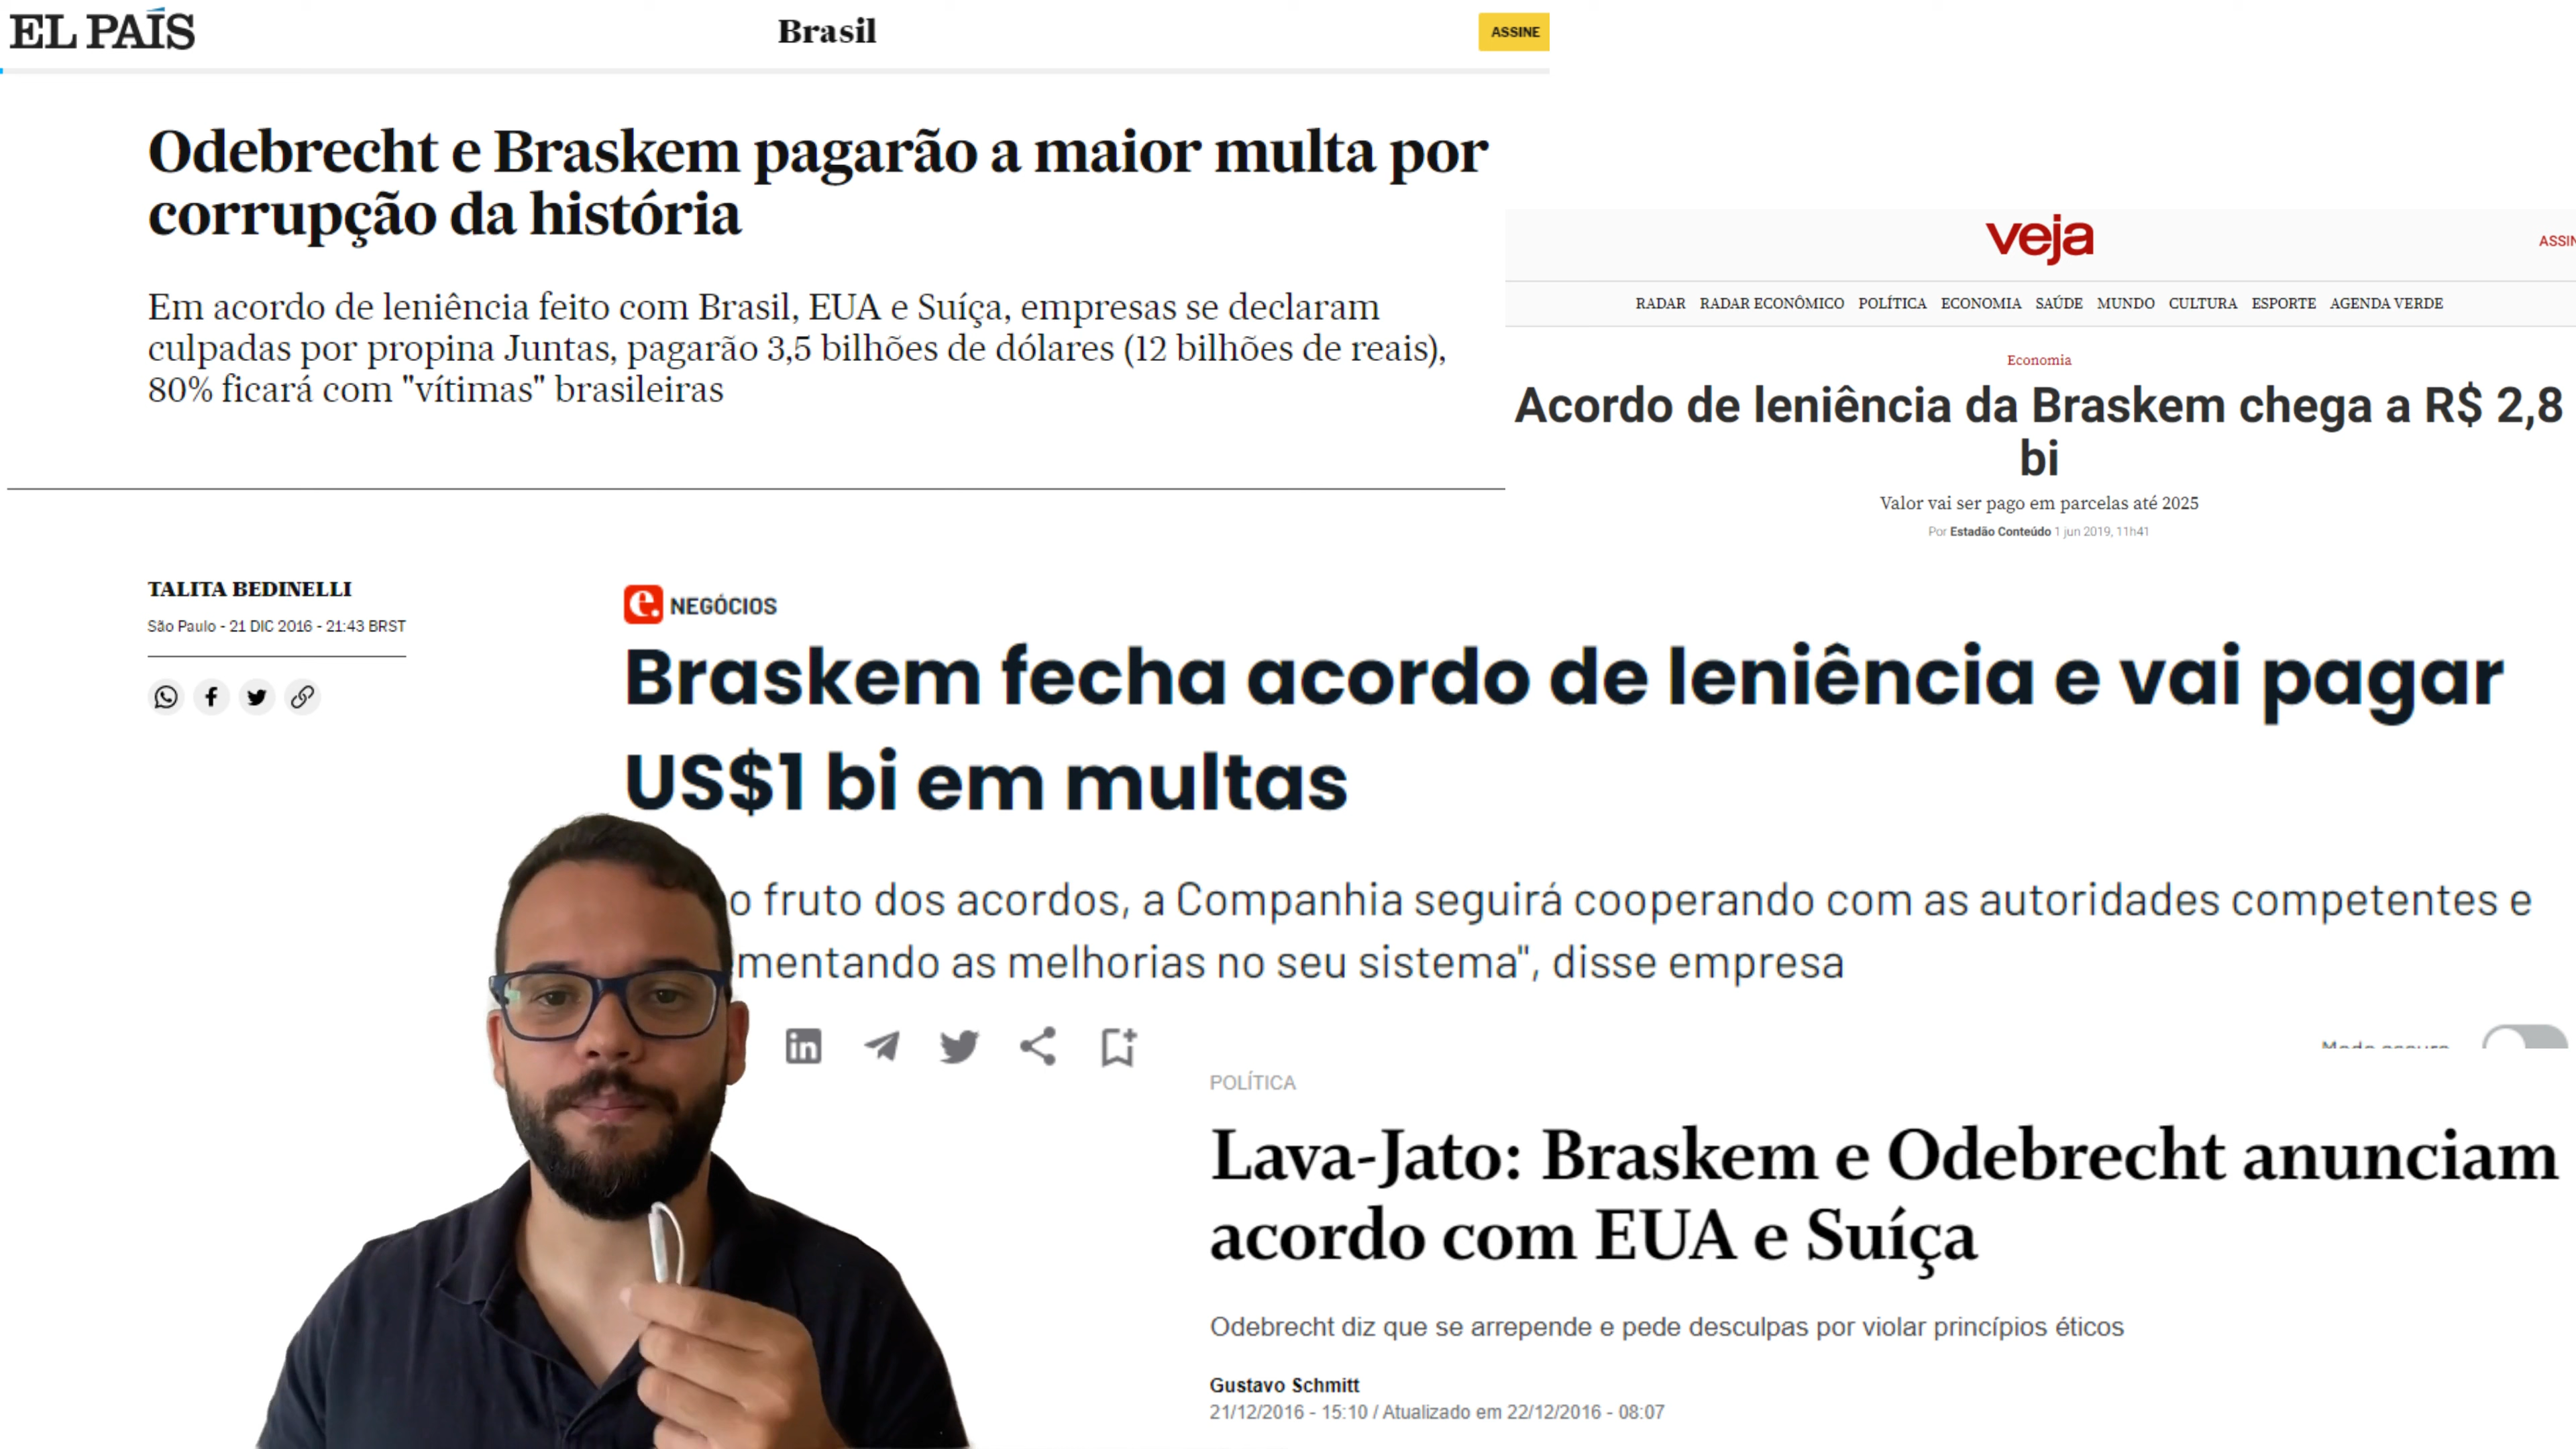 EL PAÍS
Brasil
ASSINE
Odebrecht e Braskem pagarão a maior multa por
corrupção da história
Em acordo de leniência feito com Brasil, EUA e Suíça, empresas se declaram
culpadas por propina Juntas, pagarão 3,5 bilhões de dólares (12 bilhões de reais),
80% ficará com "vítimas" brasileiras
TALITA BEDINELLI
São Paulo - 21 DIC 2016 - 21:43 BRST
veja
ASSIN
RADAR RADAR ECONÔMICO POLÍTICA ECONOMIA SAÚDE MUNDO CULTURA ESPORTE AGENDA VERDE
Economia
Acordo de leniência da Braskem chega a R$ 2,8
bi
Valor vai ser pago em parcelas até 2025
Por Estadão Conteúdo 1 jun 2019, 11h41
e. NEGÓCIOS
Braskem fecha acordo de leniência e vai pagar
US$1 bi em multas
o fruto dos acordos, a Companhia seguirá cooperando com as autoridades competentes e
mentando as melhorias no seu sistema", disse empresa
POLÍTICA
Lava-Jato: Braskem e Odebrecht anunciam
acordo com EUA e Suíça
Odebrecht diz que se arrepende e pede desculpas por violar princípios éticos
Gustavo Schmitt
21/12/2016 - 15:10 / Atualizado em 22/12/2016 - 08:07